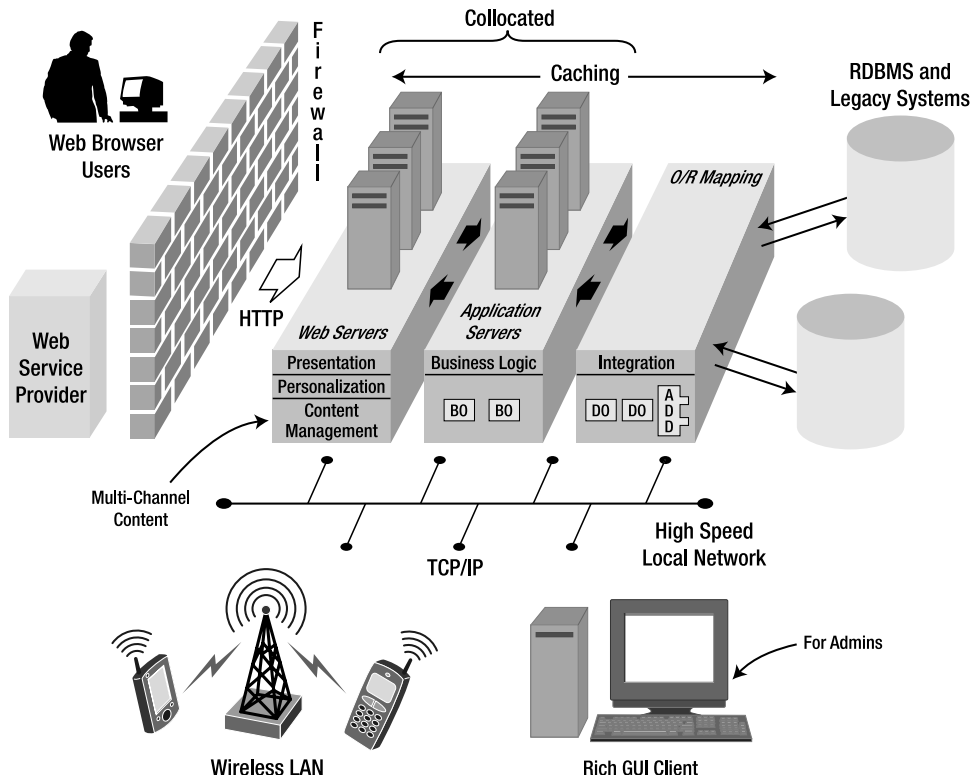 Collocated
Caching
Firewall
RDBMS and
Legacy Systems
Web Browser
Users
O/R Mapping
HTTP
Web Servers
Application
Servers
Web
Service
Provider
Presentation
Personalization
Content
Management
Business Logic
BO BO
Integration
DO DO
ADD
Multi-Channel
Content
High Speed
Local Network
TCP/IP
For Admins
Wireless LAN
Rich GUI Client